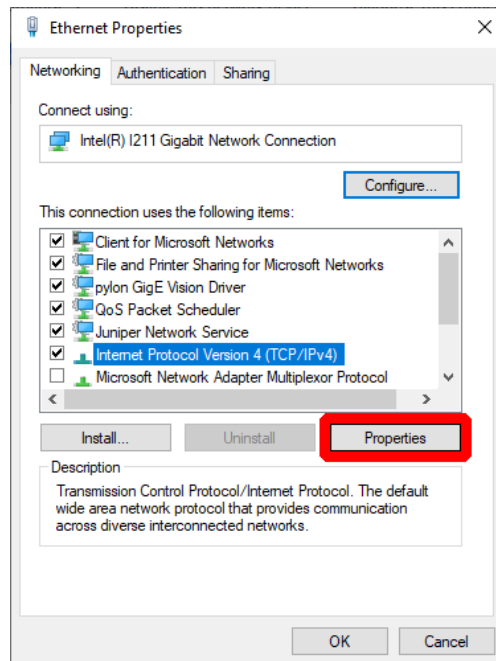 Ethernet Properties
Networking Authentication Sharing
Connect using:
Intel(R) I211 Gigabit Network Connection
Configure...
This connection uses the following items:
Client for Microsoft Networks
File and Printer Sharing for Microsoft Networks
pylon GigE Vision Driver
QoS Packet Scheduler
Juniper Network Service
Internet Protocol Version 4 (TCP/IPv4)
Microsoft Network Adapter Multiplexor Protocol
Install... Uninstall Properties
Description
Transmission Control Protocol/Internet Protocol. The default
wide area network protocol that provides communication
across diverse interconnected networks.
OK Cancel